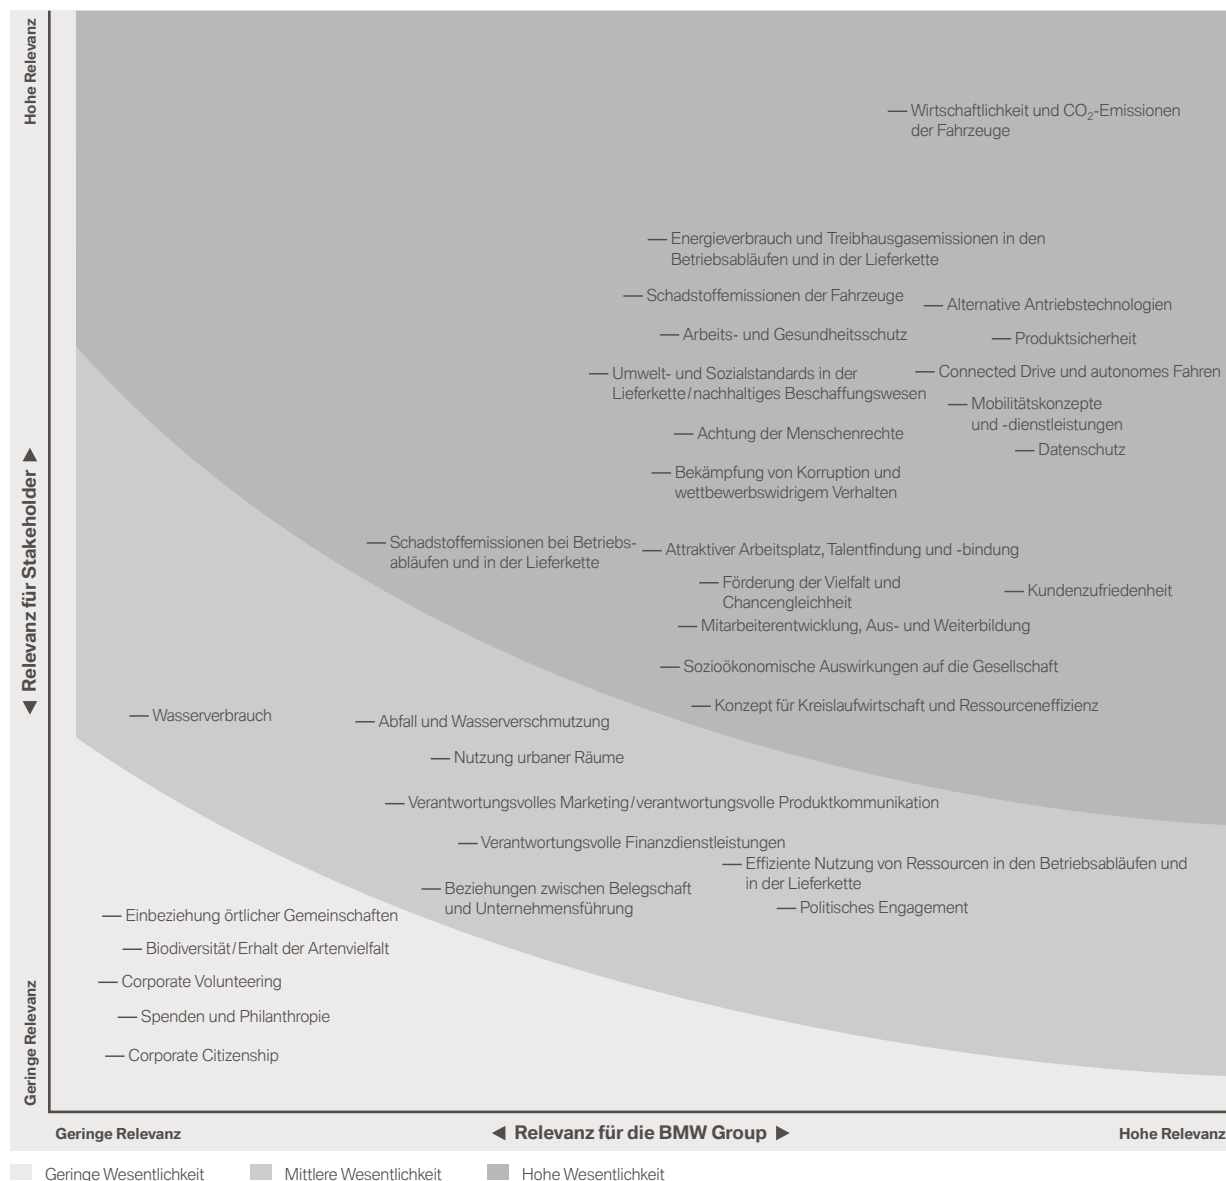 Hohe Relevanz
Wirtschaftlichkeit und CO₂-Emissionen
der Fahrzeuge
Energieverbrauch und Treibhausgasemissionen in den
Betriebsabläufen und in der Lieferkette
Schadstoffemissionen der Fahrzeuge
Alternative Antriebstechnologien
Arbeits- und Gesundheitsschutz
Produktsicherheit
Umwelt- und Sozialstandards in der
Lieferkette/nachhaltiges Beschaffungswesen
Connected Drive und autonomes Fahren
Mobilitätskonzepte
und -dienstleistungen
Achtung der Menschenrechte
Datenschutz
Bekämpfung von Korruption und
wettbewerbswidrigem Verhalten
Schadstoffemissionen bei Betriebs-
abläufen und in der Lieferkette
Attraktiver Arbeitsplatz, Talentfindung und -bindung
Förderung der Vielfalt und
Chancengleichheit
Kundenzufriedenheit
Mitarbeiterentwicklung, Aus- und Weiterbildung
Sozioökonomische Auswirkungen auf die Gesellschaft
Konzept für Kreislaufwirtschaft und Ressourceneffizienz
◀ Relevanz für Stakeholder ▶
Wasserverbrauch
Abfall und Wasserverschmutzung
Nutzung urbaner Räume
Verantwortungsvolles Marketing/verantwortungsvolle Produktkommunikation
Verantwortungsvolle Finanzdienstleistungen
Effiziente Nutzung von Ressourcen in den Betriebsabläufen und
in der Lieferkette
Beziehungen zwischen Belegschaft
und Unternehmensführung
Politisches Engagement
Einbeziehung örtlicher Gemeinschaften
Biodiversität/Erhalt der Artenvielfalt
Corporate Volunteering
Spenden und Philanthropie
Corporate Citizenship
Geringe Relevanz
Geringe Relevanz
◀ Relevanz für die BMW Group ▶
Hohe Relevanz
Geringe Wesentlichkeit
Mittlere Wesentlichkeit
Hohe Wesentlichkeit